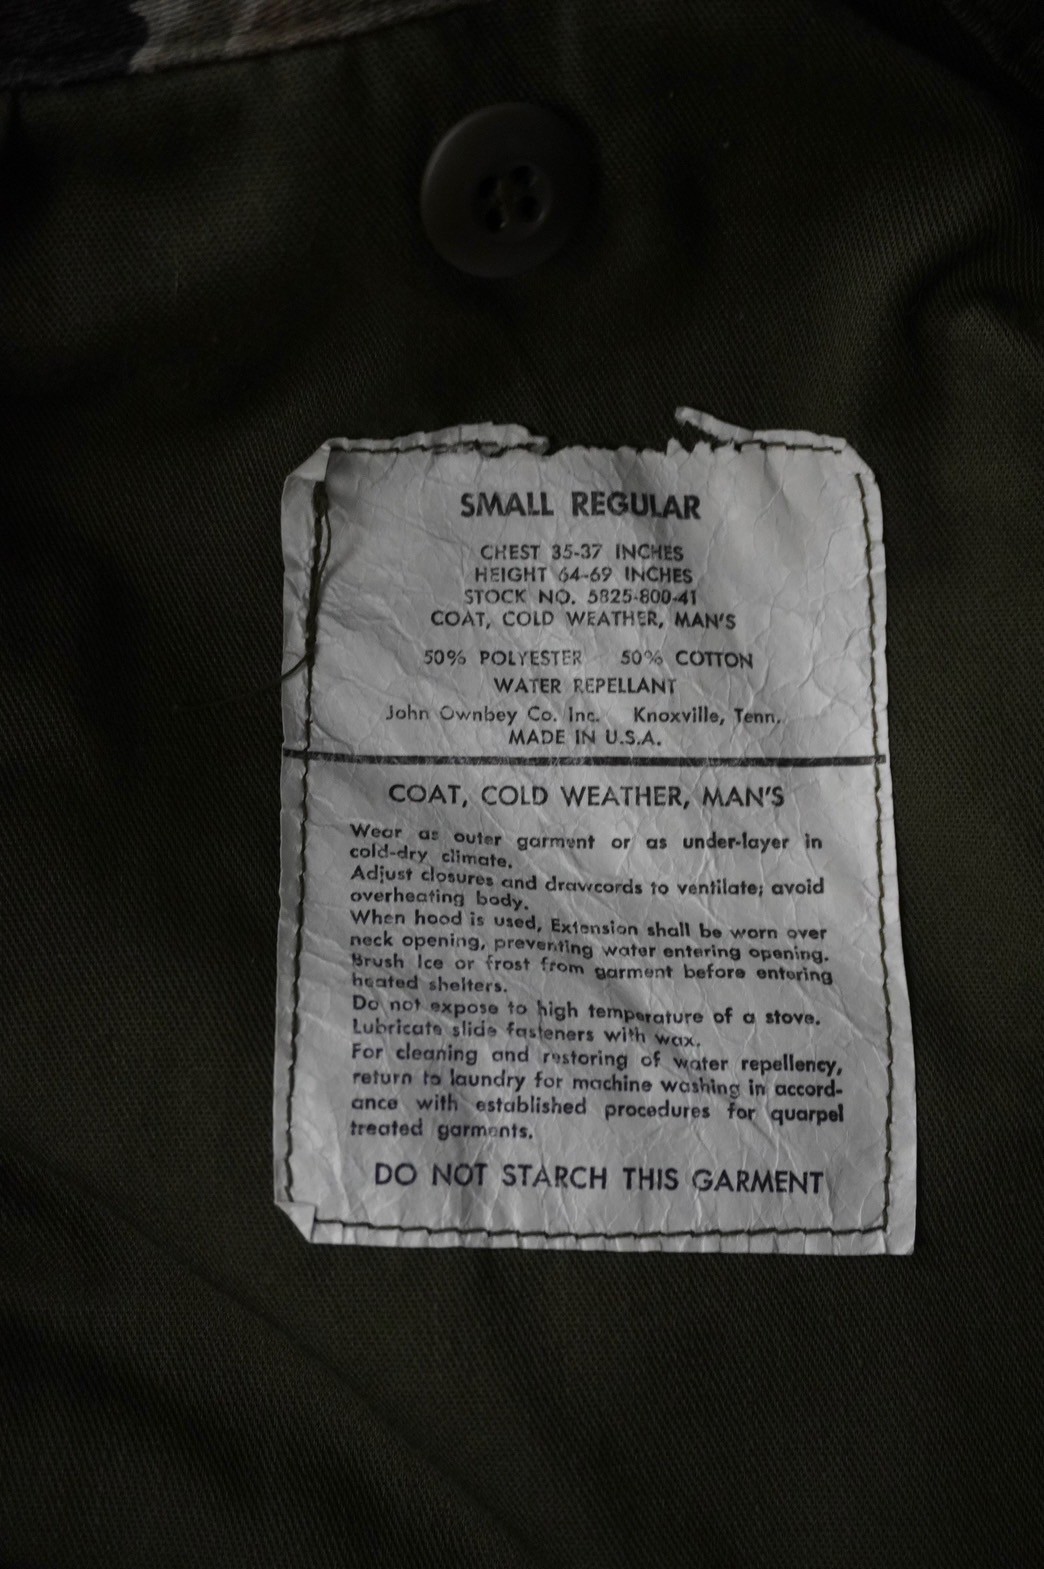 SMALL REGULAR
CHEST 35-37 INCHES
HEIGHT 64-69 INCHES
STOCK NO. 5825-800-41
COAT, COLD WEATHER, MAN'S
50% POLYESTER 50% COTTON
WATER REPELLANT
John Ownbey Co. Inc. Knoxville, Tenn.
MADE IN U.S.A.
COAT, COLD WEATHER, MAN'S
Wear as outer garment or as under-layer in
cold-dry climate.
Adjust closures and drawcords to ventilate; avoid
overheating body.
When hood is used, Extension shall be worn over
neck opening, preventing water entering opening.
Brush Ice or frost from garment before entering
heated shelters.
Do not expose to high temperature of a stove.
Lubricate slide fasteners with wax.
For cleaning and restoring of water repellency,
return to laundry for machine washing in accord-
ance with established procedures for quarpel
treated garments.
DO NOT STARCH THIS GARMENT